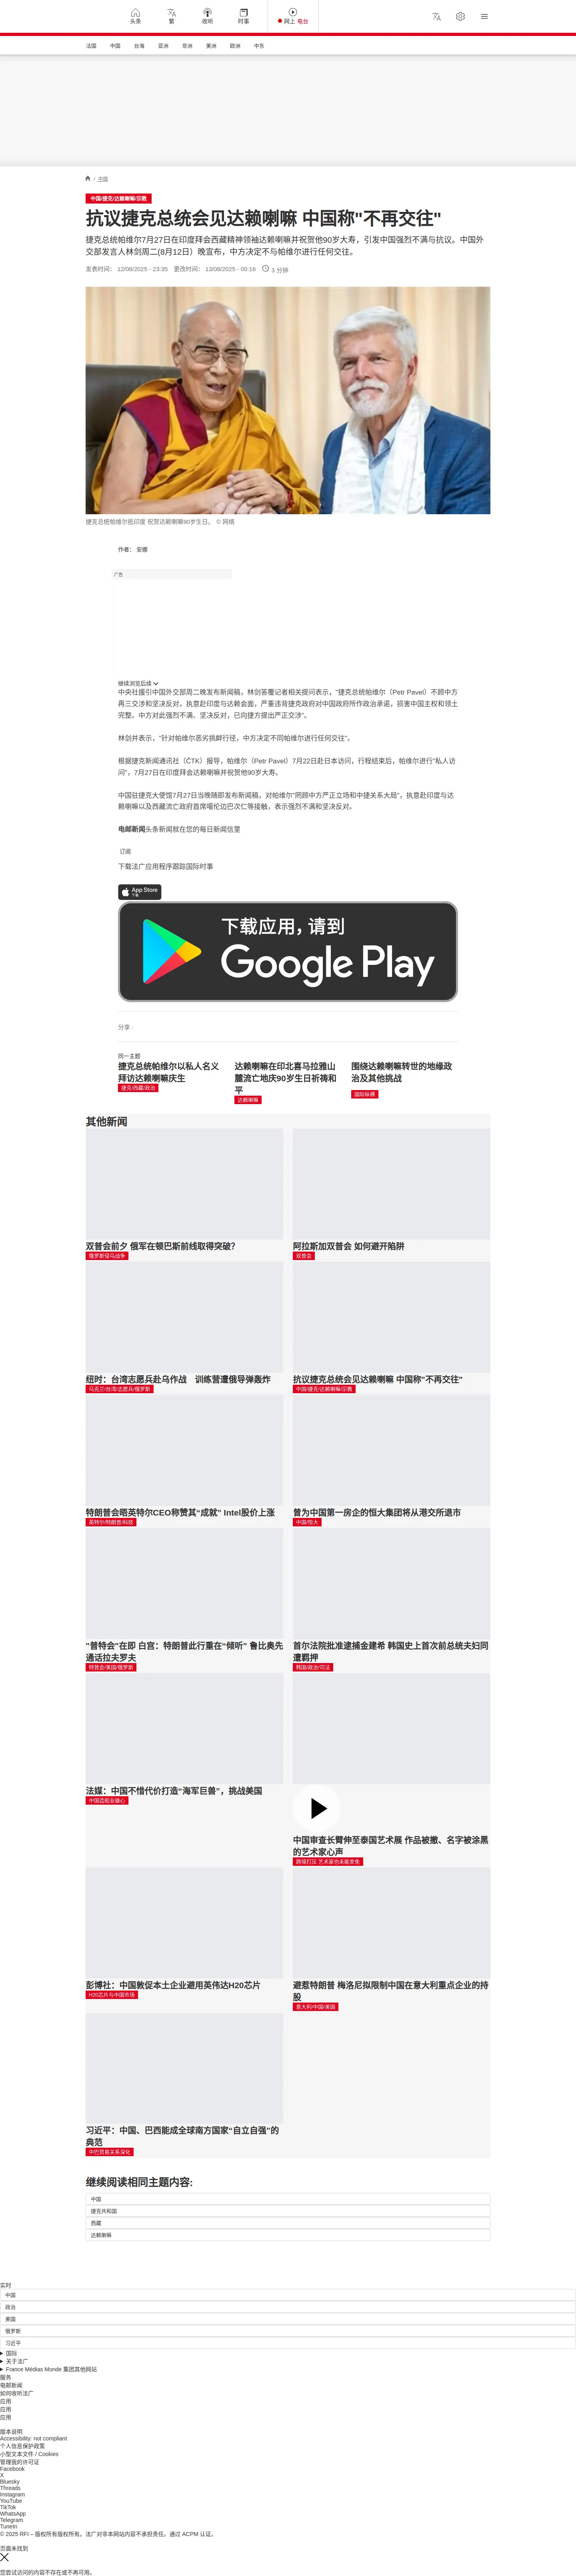 头条
繁
收听
时事
网上 电台
法国 中国 台海 亚洲 非洲 美洲 欧洲 中东
/ 中国
中国/捷克/达赖喇嘛/宗教
抗议捷克总统会见达赖喇嘛 中国称"不再交往"
捷克总统帕维尔7月27日在印度拜会西藏精神领袖达赖喇嘛并祝贺他90岁大寿，引发中国强烈不满与抗议。中国外
交部发言人林剑周二(8月12日）晚宣布，中方决定不与帕维尔进行任何交往。
发表时间： 12/08/2025 - 23:35 更改时间： 13/08/2025 - 00:16 3 分钟
捷克总统帕维尔抵印度 祝贺达赖喇嘛90岁生日。 © 网络
作者： 安娜
广告
继续浏览后续
中央社援引中国外交部周二晚发布新闻稿，林剑答覆记者相关提问表示，"捷克总统帕维尔（Petr Pavel）不顾中方
再三交涉和坚决反对，执意赴印度与达赖会面，严重违背捷克政府对中国政府所作政治承诺，损害中国主权和领土
完整。中方对此强烈不满、坚决反对，已向捷方提出严正交涉"。
林剑并表示，"针对帕维尔恶劣挑衅行径，中方决定不同帕维尔进行任何交往"。
根据捷克新闻通讯社（ČTK）报导，帕维尔（Petr Pavel）7月22日赴日本访问，行程结束后，帕维尔进行"私人访
问"，7月27日在印度拜会达赖喇嘛并祝贺他90岁大寿。
中国驻捷克大使馆7月27日当晚随即发布新闻稿，对帕维尔"罔顾中方严正立场和中捷关系大局"，执意赴印度与达
赖喇嘛以及西藏流亡政府首席噶伦边巴次仁等接触，表示强烈不满和坚决反对。
电邮新闻头条新闻就在您的每日新闻信里
订阅
下载法广应用程序跟踪国际时事
App Store
下载
下载应用，请到
Google Play
分享 :
同一主题
捷克总统帕维尔以私人名义
拜访达赖喇嘛庆生
捷克/西藏/政治
达赖喇嘛在印北喜马拉雅山
麓流亡地庆90岁生日祈祷和
平
达赖喇嘛
围绕达赖喇嘛转世的地缘政
治及其他挑战
国际纵横
其他新闻
双普会前夕 俄军在顿巴斯前线取得突破?
俄罗斯侵乌战争
阿拉斯加双普会 如何避开陷阱
双普会
纽时：台湾志愿兵赴乌作战 训练营遭俄导弹轰炸
乌克兰/台湾/志愿兵/俄罗斯
抗议捷克总统会见达赖喇嘛 中国称"不再交往"
中国/捷克/达赖喇嘛/宗教
特朗普会晤英特尔CEO称赞其"成就" Intel股价上涨
英特尔/特朗普/科技
曾为中国第一房企的恒大集团将从港交所退市
中国/恒大
"普特会"在即 白宫：特朗普此行重在"倾听" 鲁比奥先
通话拉夫罗夫
特普会/美国/俄罗斯
首尔法院批准逮捕金建希 韩国史上首次前总统夫妇同
遭羁押
韩国/政治/司法
法媒：中国不惜代价打造"海军巨兽"，挑战美国
中国造船业雄心
中国审查长臂伸至泰国艺术展 作品被撤、名字被涂黑
的艺术家心声
跨境打压 艺术家也未能幸免
彭博社：中国敦促本土企业避用英伟达H20芯片
H20芯片与中国市场
避惹特朗普 梅洛尼拟限制中国在意大利重点企业的持
股
意大利/中国/美国
习近平：中国、巴西能成全球南方国家"自立自强"的
典范
中巴贸易关系深化
继续阅读相同主题内容:
中国
捷克共和国
西藏
达赖喇嘛
实时
中国
政治
美国
俄罗斯
习近平
国际
关于法广
France Médias Monde 集团其他网站
服务
电邮新闻
如何收听法广
应用
应用
应用
版本说明
Accessibility: not compliant
个人信息保护政策
小型文本文件 / Cookies
管理我的许可证
Facebook
X
Bluesky
Threads
Instagram
YouTube
TikTok
WhatsApp
Telegram
TuneIn
© 2025 RFI – 版权所有版权所有。法广对非本网站内容不承担责任。通过 ACPM 认证。
页面未找到
您尝试访问的内容不存在或不再可用。